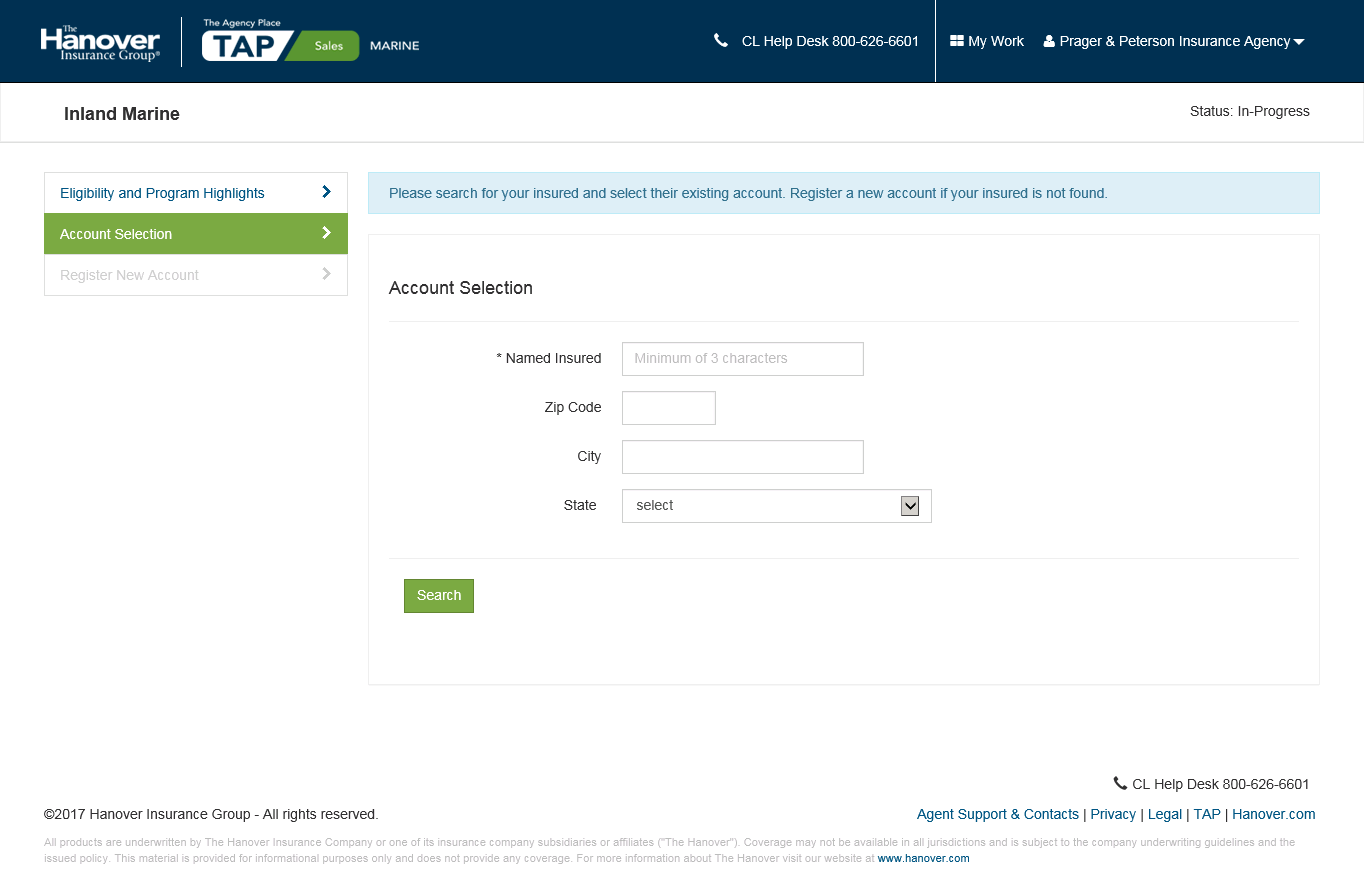 The
Hanover
Insurance Group®
The Agency Place
TAP Sales MARINE
CL Help Desk 800-626-6601
My Work
Prager & Peterson Insurance Agency
Inland Marine
Status: In-Progress
Eligibility and Program Highlights
Account Selection
Register New Account
Please search for your insured and select their existing account. Register a new account if your insured is not found.
Account Selection
* Named Insured Minimum of 3 characters
Zip Code
City
State select
Search
CL Help Desk 800-626-6601
©2017 Hanover Insurance Group - All rights reserved.
Agent Support & Contacts | Privacy | Legal | TAP | Hanover.com
All products are underwritten by The Hanover Insurance Company or one of its insurance company subsidiaries or affiliates ("The Hanover"). Coverage may not be available in all jurisdictions and is subject to the company underwriting guidelines and the
issued policy. This material is provided for informational purposes only and does not provide any coverage. For more information about The Hanover visit our website at www.hanover.com